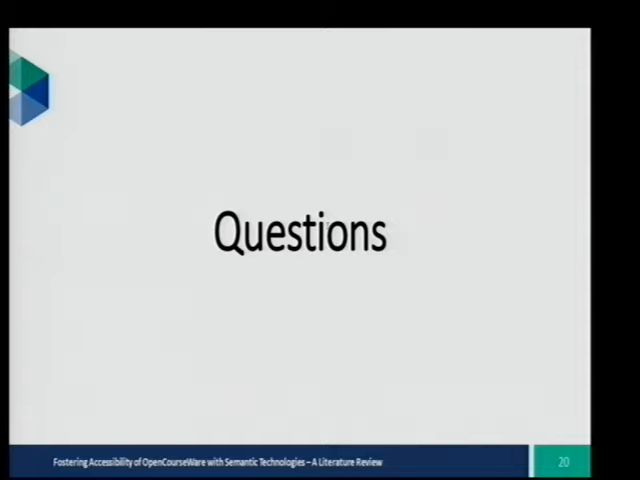 Questions
Fostering Accessibility of OpenCourseWare with Semantic Technologies – A Literature Review
20